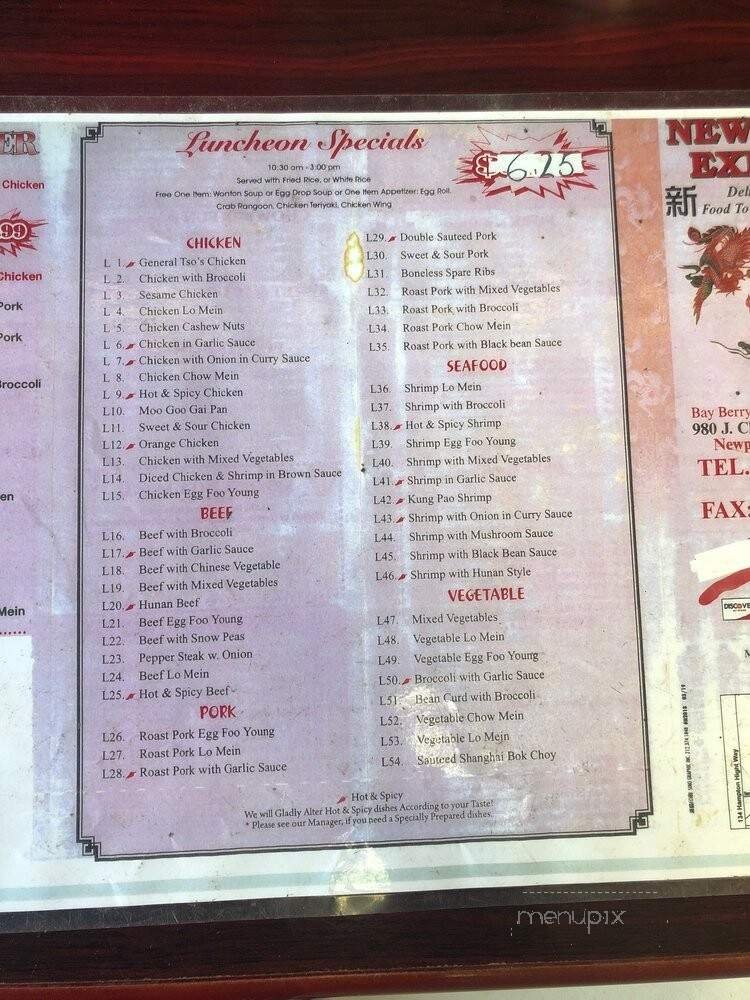 Luncheon Specials
$6.25
10:30 am - 3:00 pm
Served with Fried Rice, or White Rice
Free One Item: Wonton Soup or Egg Drop Soup or One Item Appetizer: Egg Roll,
Crab Rangoon, Chicken Teriyaki, Chicken Wing
CHICKEN
L 1. General Tso's Chicken
L 2. Chicken with Broccoli
L 3. Sesame Chicken
L 4. Chicken Lo Mein
L 5. Chicken Cashew Nuts
L 6. Chicken in Garlic Sauce
L 7. Chicken with Onion in Curry Sauce
L 8. Chicken Chow Mein
L 9. Hot & Spicy Chicken
L10. Moo Goo Gai Pan
L11. Sweet & Sour Chicken
L12. Orange Chicken
L13. Chicken with Mixed Vegetables
L14. Diced Chicken & Shrimp in Brown Sauce
L15. Chicken Egg Foo Young
BEEF
L16. Beef with Broccoli
L17. Beef with Garlic Sauce
L18. Beef with Chinese Vegetable
L19. Beef with Mixed Vegetables
L20. Hunan Beef
L21. Beef Egg Foo Young
L22. Beef with Snow Peas
L23. Pepper Steak w. Onion
L24. Beef Lo Mein
L25. Hot & Spicy Beef
PORK
L26. Roast Pork Egg Foo Young
L27. Roast Pork Lo Mein
L28. Roast Pork with Garlic Sauce
L29. Double Sauteed Pork
L30. Sweet & Sour Pork
L31. Boneless Spare Ribs
L32. Roast Pork with Mixed Vegetables
L33. Roast Pork with Broccoli
L34. Roast Pork Chow Mein
L35. Roast Pork with Black bean Sauce
SEAFOOD
L36. Shrimp Lo Mein
L37. Shrimp with Broccoli
L38. Hot & Spicy Shrimp
L39. Shrimp Egg Foo Young
L40. Shrimp with Mixed Vegetables
L41. Shrimp in Garlic Sauce
L42. Kung Pao Shrimp
L43. Shrimp with Onion in Curry Sauce
L44. Shrimp with Mushroom Sauce
L45. Shrimp with Black Bean Sauce
L46. Shrimp with Hunan Style
VEGETABLE
L47. Mixed Vegetables
L48. Vegetable Lo Mein
L49. Vegetable Egg Foo Young
L50. Broccoli with Garlic Sauce
L51. Bean Curd with Broccoli
L52. Vegetable Chow Mein
L53. Vegetable Lo Mein
L54. Sauteed Shanghai Bok Choy
Hot & Spicy
We will Gladly Alter Hot & Spicy dishes According to your Taste!
* Please see our Manager, if you need a Specially Prepared dishes.
ER
Chicken
99
Chicken
Pork
Pork
Broccoli
en
Mein
NEW
EX
新
Del
Food To
Bay Berry
980 J. C
Newp
TEL.
FAX:
DISCOVE
134 Hampton Hight Way
menupix